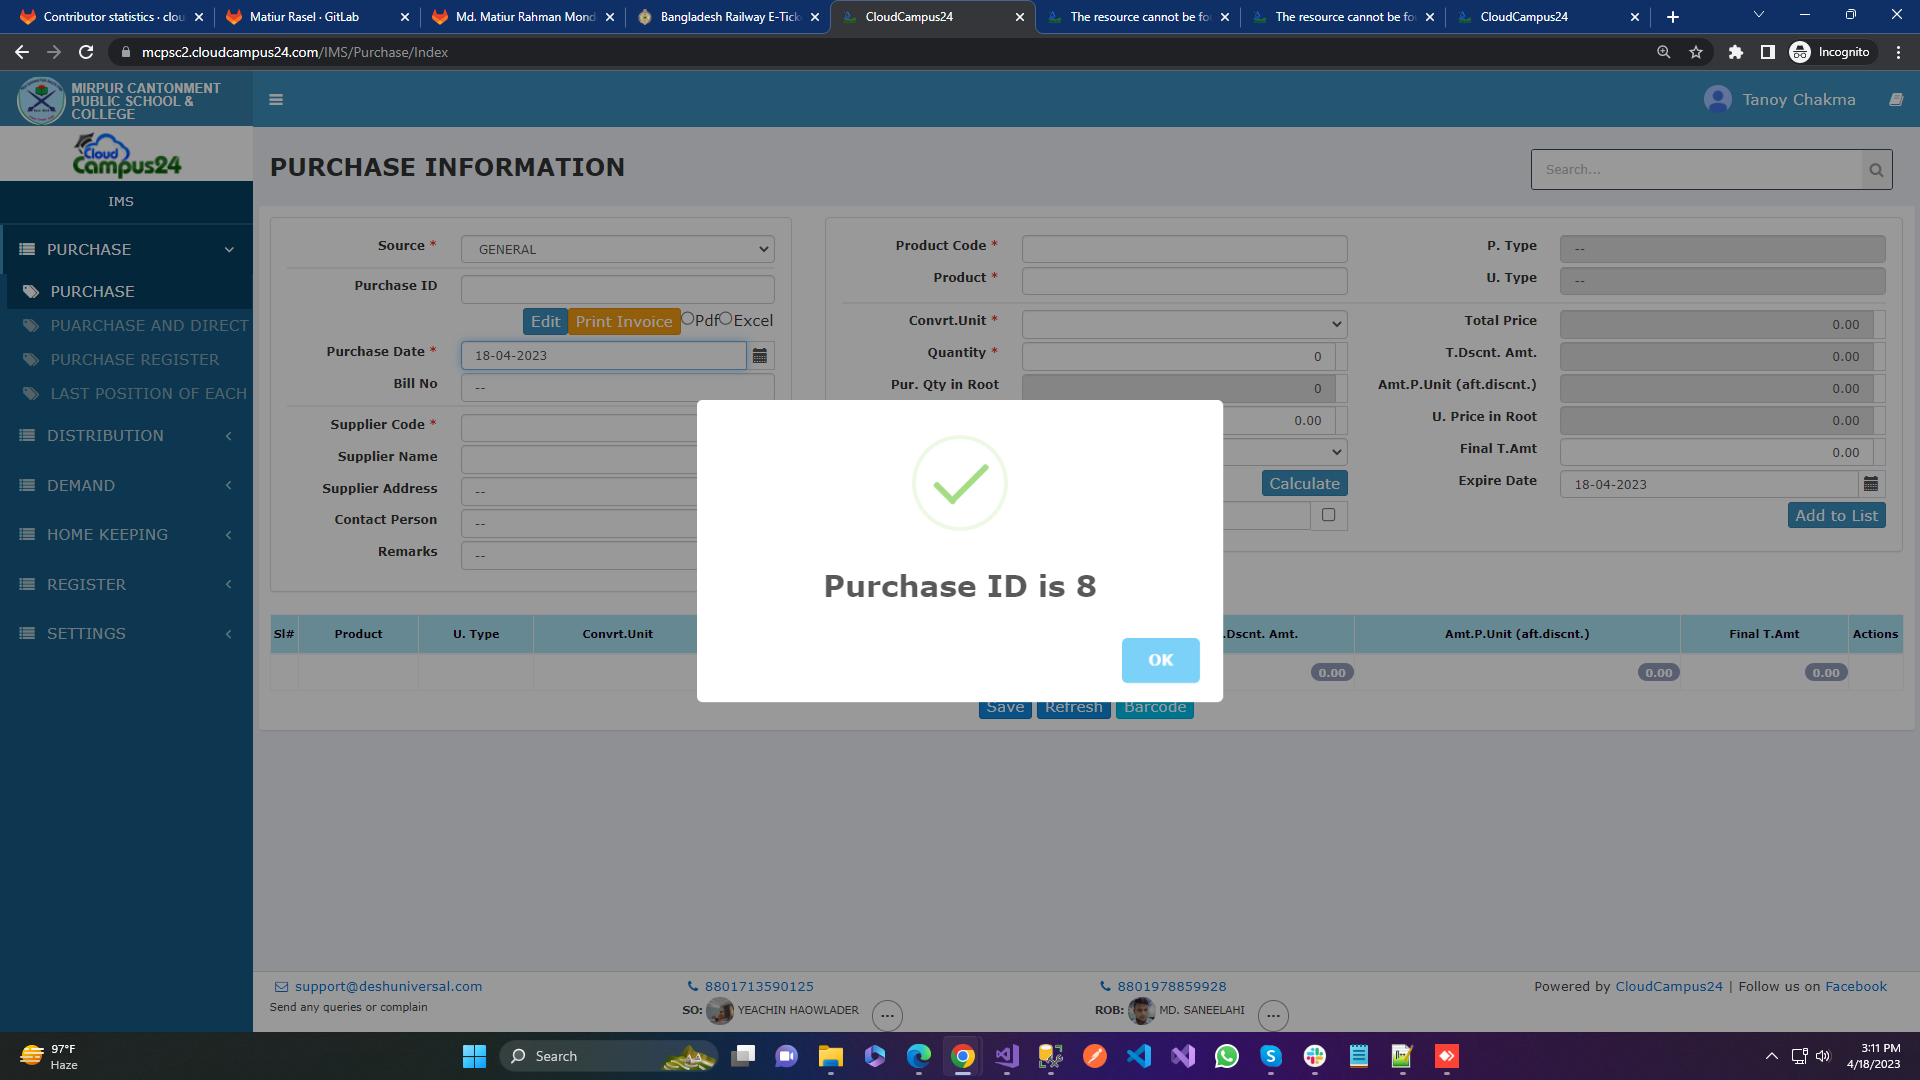 Contributor statistics · clou
Matiur Rasel · GitLab
Md. Matiur Rahman Mond
Bangladesh Railway E-Ticke
CloudCampus24
The resource cannot be fou
The resource cannot be fou
CloudCampus24
mcpsc2.cloudcampus24.com/IMS/Purchase/Index
Incognito
MIRPUR CANTONMENT
PUBLIC SCHOOL &
COLLEGE
Tanoy Chakma
Cloud
Campus24
PURCHASE INFORMATION
Search...
IMS
PURCHASE
PURCHASE
PUARCHASE AND DIRECT
PURCHASE REGISTER
LAST POSITION OF EACH
DISTRIBUTION
DEMAND
HOME KEEPING
REGISTER
SETTINGS
Source *
GENERAL
Purchase ID
Edit
Print Invoice
Pdf
Excel
Purchase Date *
18-04-2023
Bill No
--
Supplier Code *
Supplier Name
Supplier Address
--
Contact Person
--
Remarks
--
Product Code *
Product *
Convrt.Unit *
Quantity *
0
Pur. Qty in Root
0
0.00
Calculate
P. Type
--
U. Type
--
Total Price
0.00
T.Dscnt. Amt.
0.00
Amt.P.Unit (aft.discnt.)
0.00
U. Price in Root
0.00
Final T.Amt
0.00
Expire Date
18-04-2023
Add to List
Purchase ID is 8
OK
Sl#
Product
U. Type
Convrt.Unit
.Dscnt. Amt.
Amt.P.Unit (aft.discnt.)
Final T.Amt
Actions
0.00
0.00
0.00
Save
Refresh
Barcode
support@deshuniversal.com
Send any queries or complain
8801713590125
SO: YEACHIN HAOWLADER
...
8801978859928
ROB: MD. SANEELAHI
...
Powered by CloudCampus24 | Follow us on Facebook
97°F
Haze
Search
3:11 PM
4/18/2023